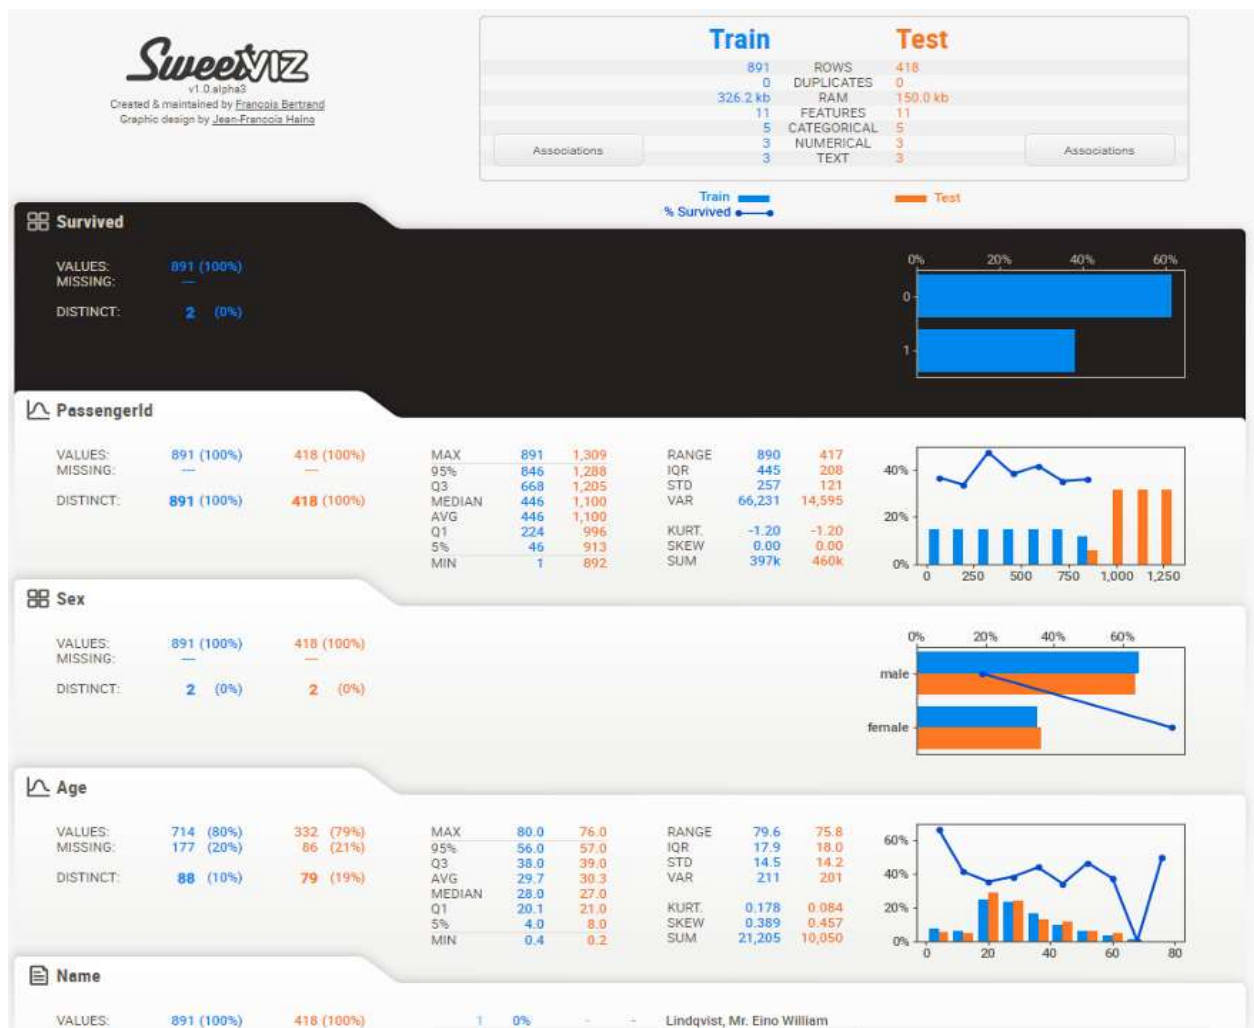 SweetVIZ
v1.0.alpha3
Created & maintained by Francois Bertrand
Graphic design by Jean-Francois Hains
Train Test
891 ROWS 418
0 DUPLICATES 0
326.2 kb RAM 150.0 kb
11 FEATURES 11
5 CATEGORICAL 5
3 NUMERICAL 3
3 TEXT 3
Associations
Associations
Train
% Survived
Test
Survived
VALUES: 891 (100%)
MISSING: —
DISTINCT: 2 (0%)
0% 20% 40% 60%
0
1
PassengerId
VALUES: 891 (100%) 418 (100%)
MISSING: — —
DISTINCT: 891 (100%) 418 (100%)
MAX 891 1,309
95% 846 1,288
Q3 668 1,205
MEDIAN 446 1,100
AVG 446 1,100
Q1 224 996
5% 46 913
MIN 1 892
RANGE 890 417
IQR 445 208
STD 257 121
VAR 66,231 14,595
KURT. -1.20 -1.20
SKEW 0.00 0.00
SUM 397k 460k
40%
20%
0%
0 250 500 750 1,000 1,250
Sex
VALUES: 891 (100%) 418 (100%)
MISSING: — —
DISTINCT: 2 (0%) 2 (0%)
0% 20% 40% 60%
male
female
Age
VALUES: 714 (80%) 332 (79%)
MISSING: 177 (20%) 86 (21%)
DISTINCT: 88 (10%) 79 (19%)
MAX 80.0 76.0
95% 56.0 57.0
Q3 38.0 39.0
AVG 29.7 30.3
MEDIAN 28.0 27.0
Q1 20.1 21.0
5% 4.0 8.0
MIN 0.4 0.2
RANGE 79.6 75.8
IQR 17.9 18.0
STD 14.5 14.2
VAR 211 201
KURT. 0.178 0.084
SKEW 0.389 0.457
SUM 21,205 10,050
60%
40%
20%
0%
0 20 40 60 80
Name
VALUES: 891 (100%) 418 (100%)
1 0% - - Lindqvist, Mr. Eino William